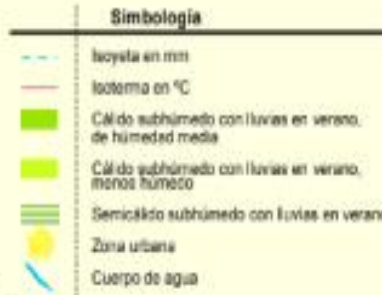 Simbología
Isoyeta en mm
Isoterma en ºC
Cálido subhúmedo con lluvias en verano,
de húmedad media
Cálido subhúmedo con lluvias en verano,
menos húmedo
Semicálido subhúmedo con lluvias en verano
Zona urbana
Cuerpo de agua